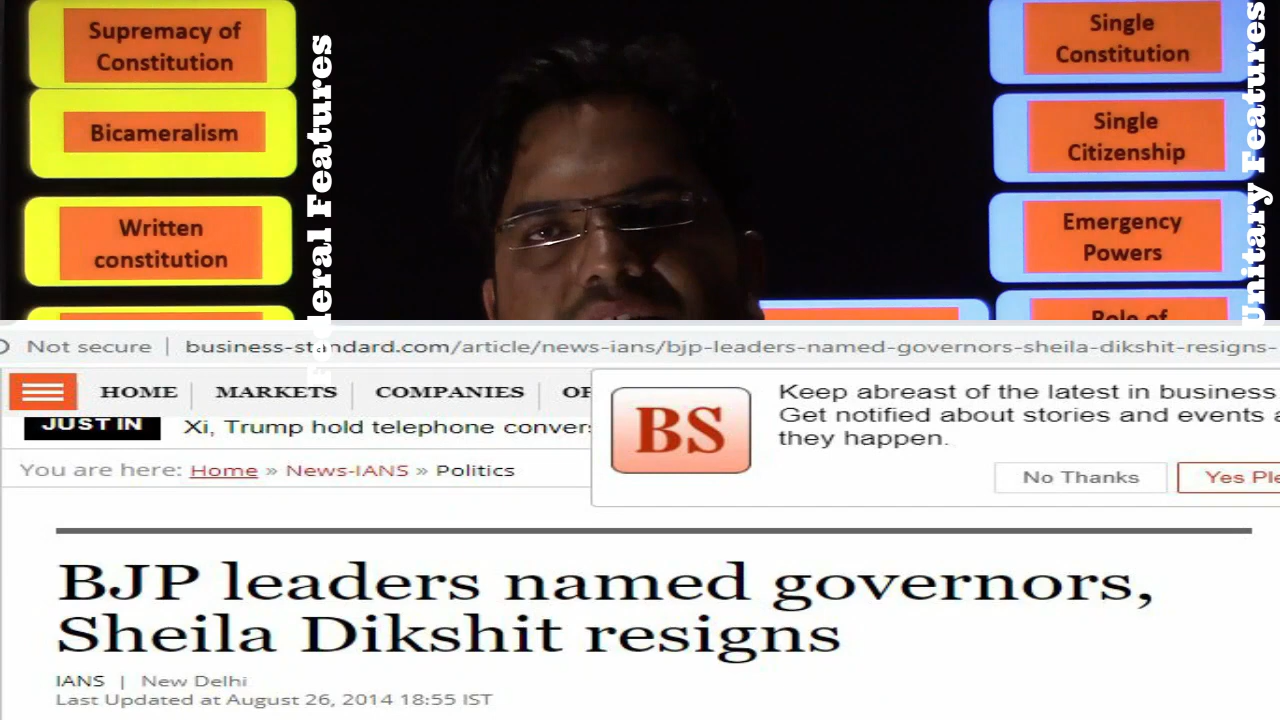 Supremacy of
Constitution
Bicameralism
Written
constitution
Federal Features
Single
Constitution
Single
Citizenship
Emergency
Powers
Role of
Unitary Features
Not secure | business-standard.com/article/news-ians/bjp-leaders-named-governors-sheila-dikshit-resigns-
HOME | MARKETS | COMPANIES
JUST IN Xi, Trump hold telephone
You are here: Home » News-IANS » Politics
BS
Keep abreast of the latest in business
Get notified about stories and events
they happen.
No Thanks
Yes
BJP leaders named governors,
Sheila Dikshit resigns
IANS | New Delhi
Last Updated at August 26, 2014 18:55 IST